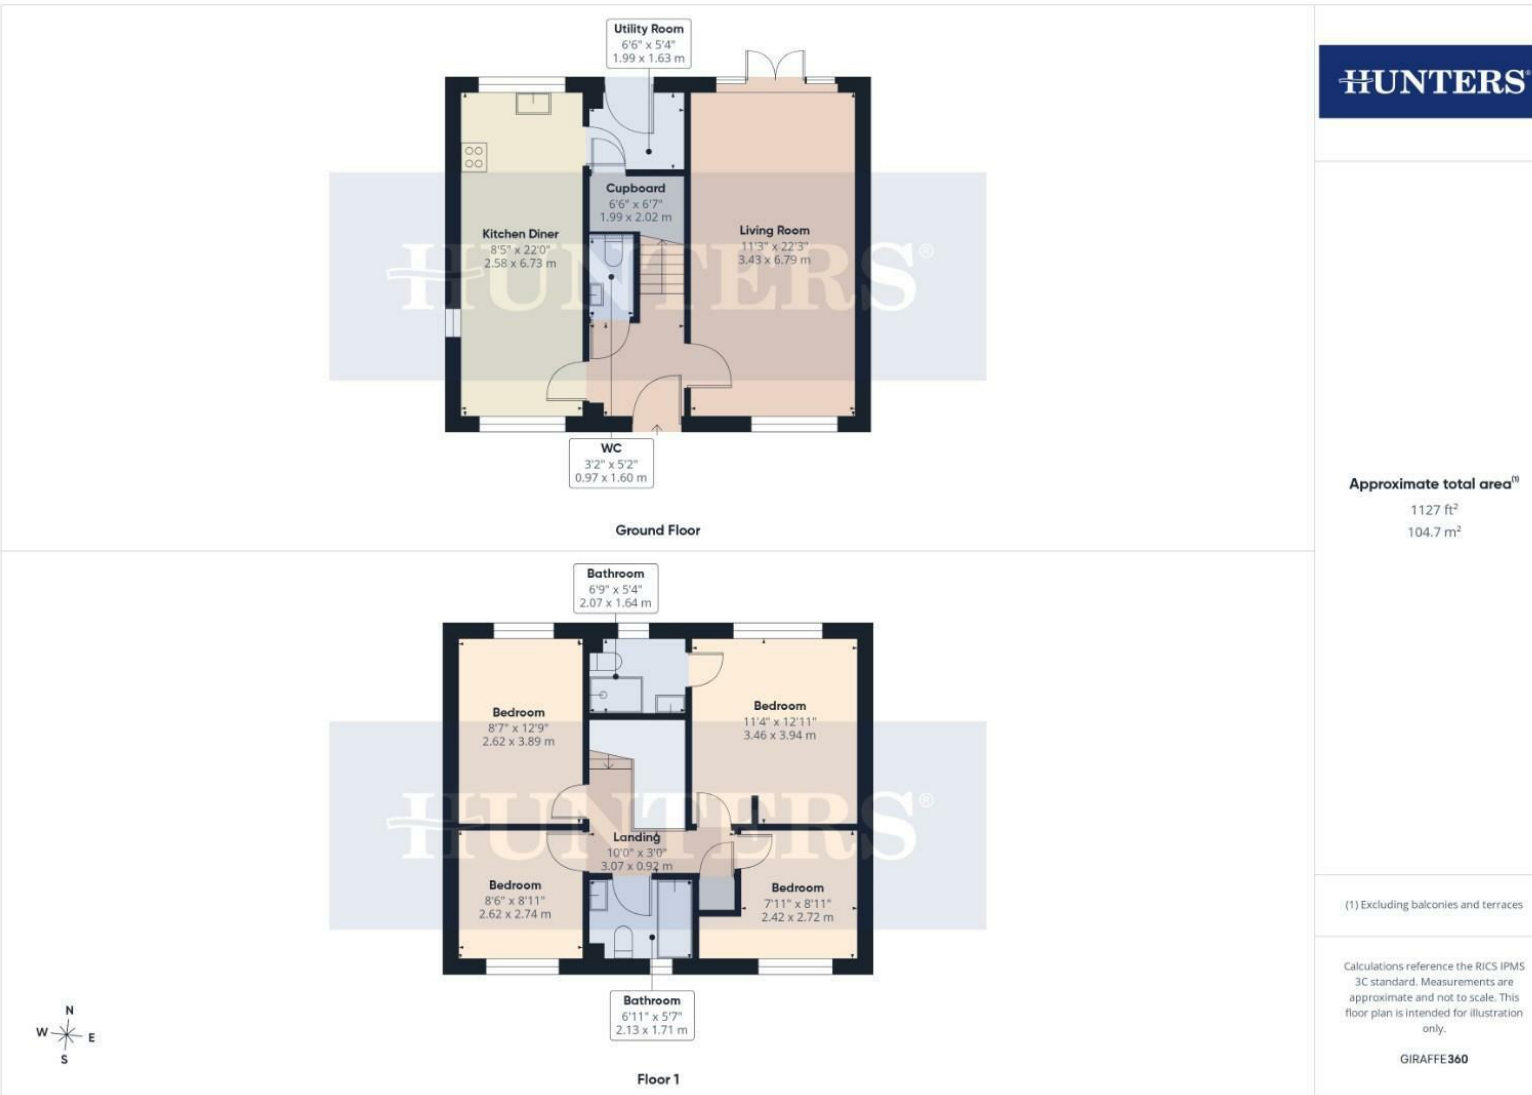 Utility Room
6'6" x 5'4"
1.99 x 1.63 m
Cupboard
6'6" x 6'7"
1.99 x 2.02 m
Kitchen Diner
8'5" x 22'0"
2.58 x 6.73 m
Living Room
11'3" x 22'3"
3.43 x 6.79 m
HUNTERS®
WC
3'2" x 5'2"
0.97 x 1.60 m
Ground Floor
Bathroom
6'9" x 5'4"
2.07 x 1.64 m
Bedroom
8'7" x 12'9"
2.62 x 3.89 m
Bedroom
11'4" x 12'11"
3.46 x 3.94 m
HUNTERS®
Landing
10'0" x 3'0"
3.07 x 0.92 m
Bedroom
8'6" x 8'11"
2.62 x 2.74 m
Bedroom
7'11" x 8'11"
2.42 x 2.72 m
Bathroom
6'11" x 5'7"
2.13 x 1.71 m
N
W E
S
Floor 1
HUNTERS®
Approximate total area(1)
1127 ft²
104.7 m²
(1) Excluding balconies and terraces
Calculations reference the RICS IPMS
3C standard. Measurements are
approximate and not to scale. This
floor plan is intended for illustration
only.
GIRAFFE360